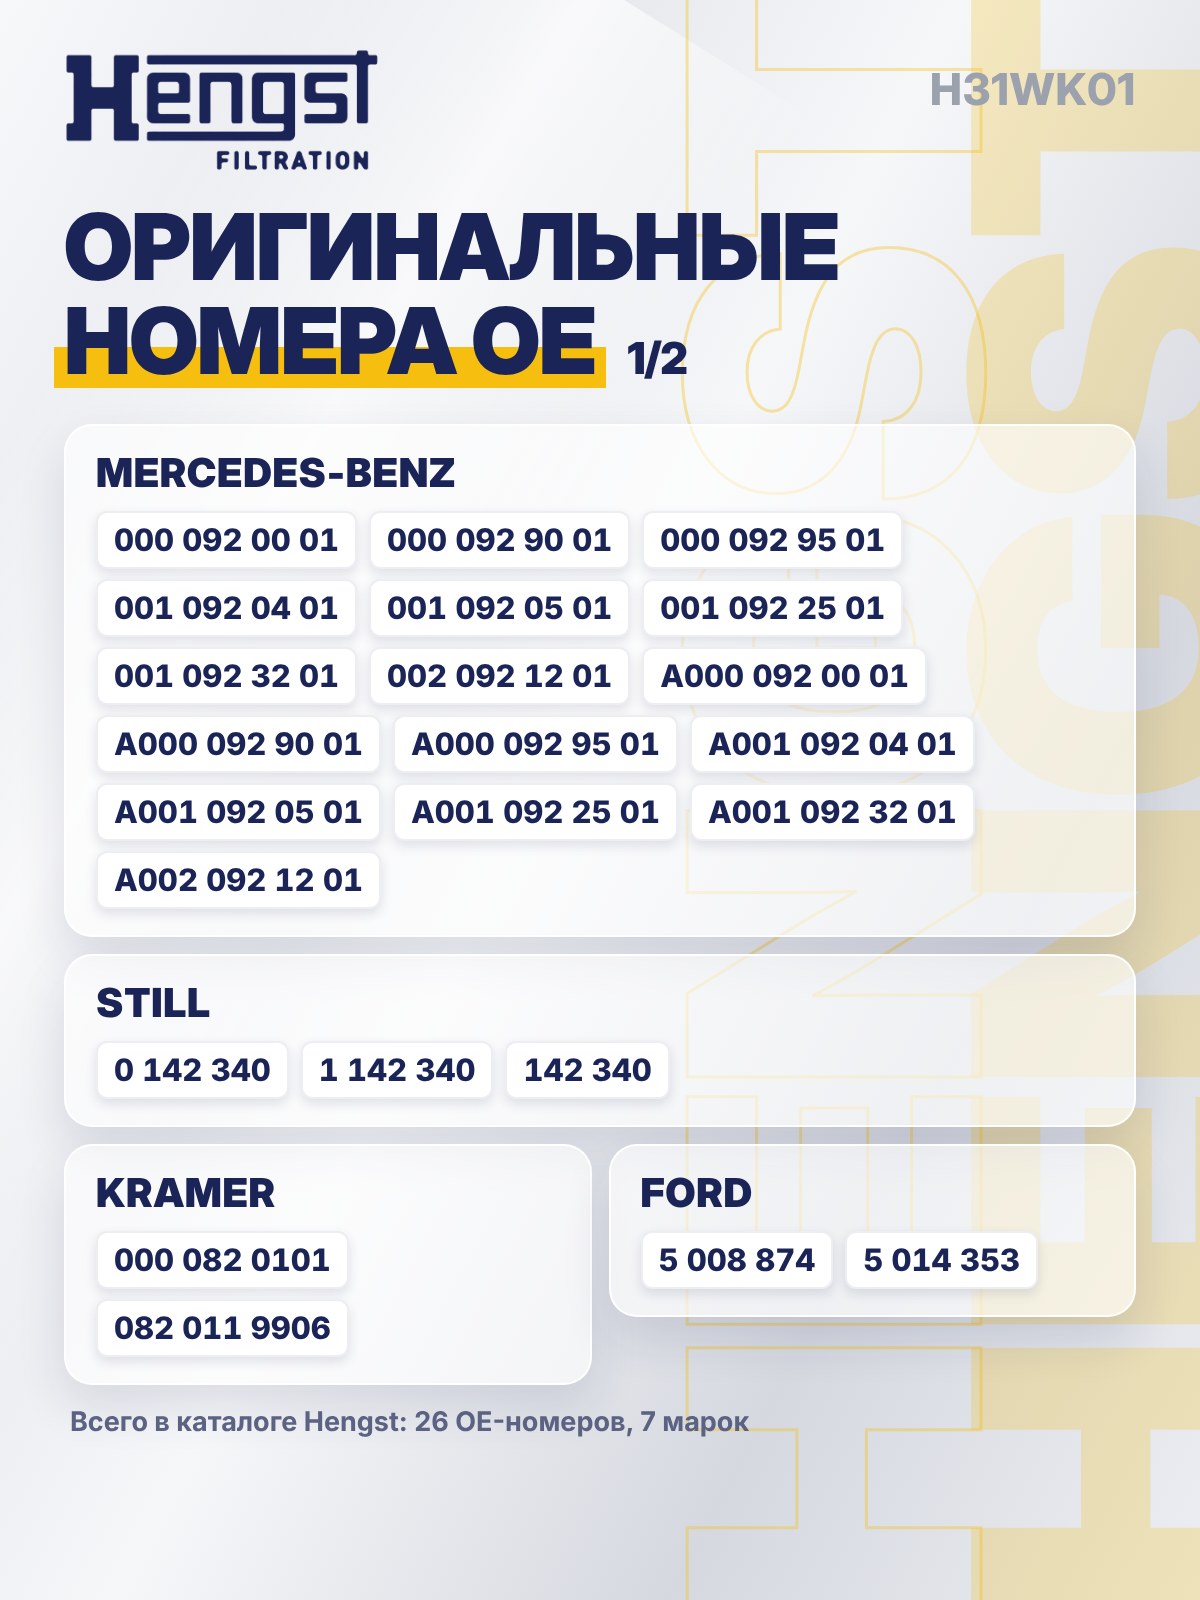 Hengst
FILTRATION
H31WK01
ОРИГИНАЛЬНЫЕ
НОМЕРА OE 1/2
MERCEDES-BENZ
000 092 00 01 000 092 90 01 000 092 95 01
001 092 04 01 001 092 05 01 001 092 25 01
001 092 32 01 002 092 12 01 A000 092 00 01
A000 092 90 01 A000 092 95 01 A001 092 04 01
A001 092 05 01 A001 092 25 01 A001 092 32 01
A002 092 12 01
STILL
0 142 340 1 142 340 142 340
KRAMER
000 082 0101
082 011 9906
FORD
5 008 874 5 014 353
Всего в каталоге Hengst: 26 OE-номеров, 7 марок
HENGST
HENGST